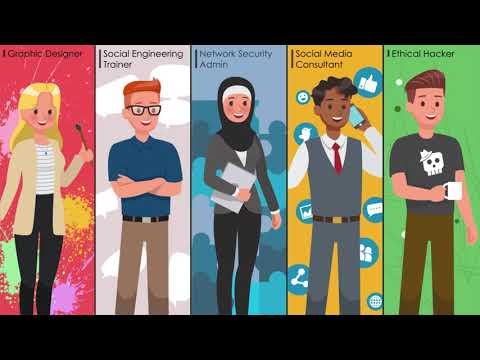 Graphic Designer
Social Engineering
Trainer
Network Security
Admin
Social Media
Consultant
Ethical Hacker